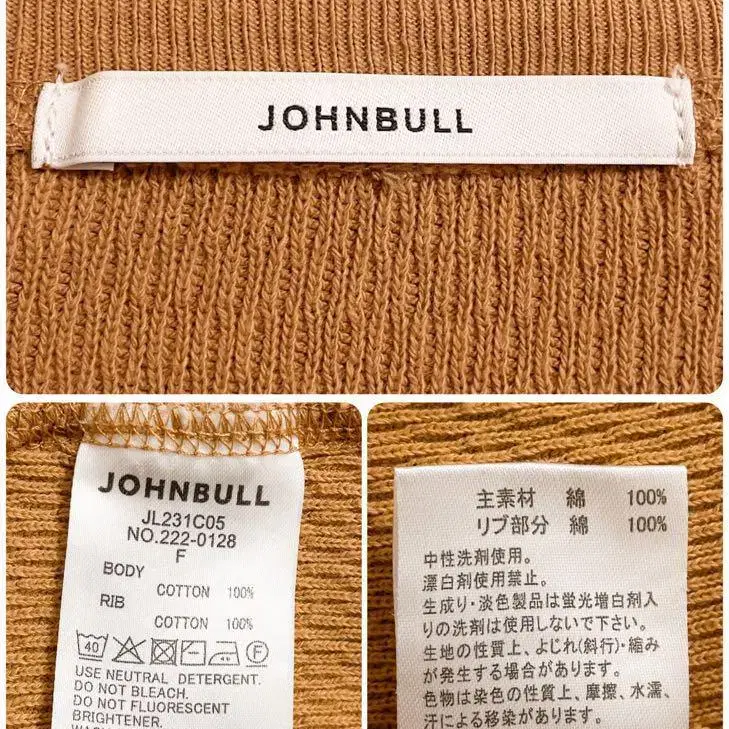 JOHNBULL
JOHNBULL
JL231C05
NO.222-0128
F
BODY
COTTON 100%
RIB
COTTON 100%
40
F
USE NEUTRAL DETERGENT.
DO NOT BLEACH.
DO NOT FLUORESCENT
BRIGHTENER.
主素材 綿 100%
リブ部分 綿 100%
中性洗剤使用。
漂白剤使用禁止。
生成り・淡色製品は蛍光増白剤入
りの洗剤は使用しないで下さい。
生地の性質上、よじれ(斜行)・縮み
が発生する場合があります。
色物は染色の性質上、摩擦、水濡、
汗による移染があります。